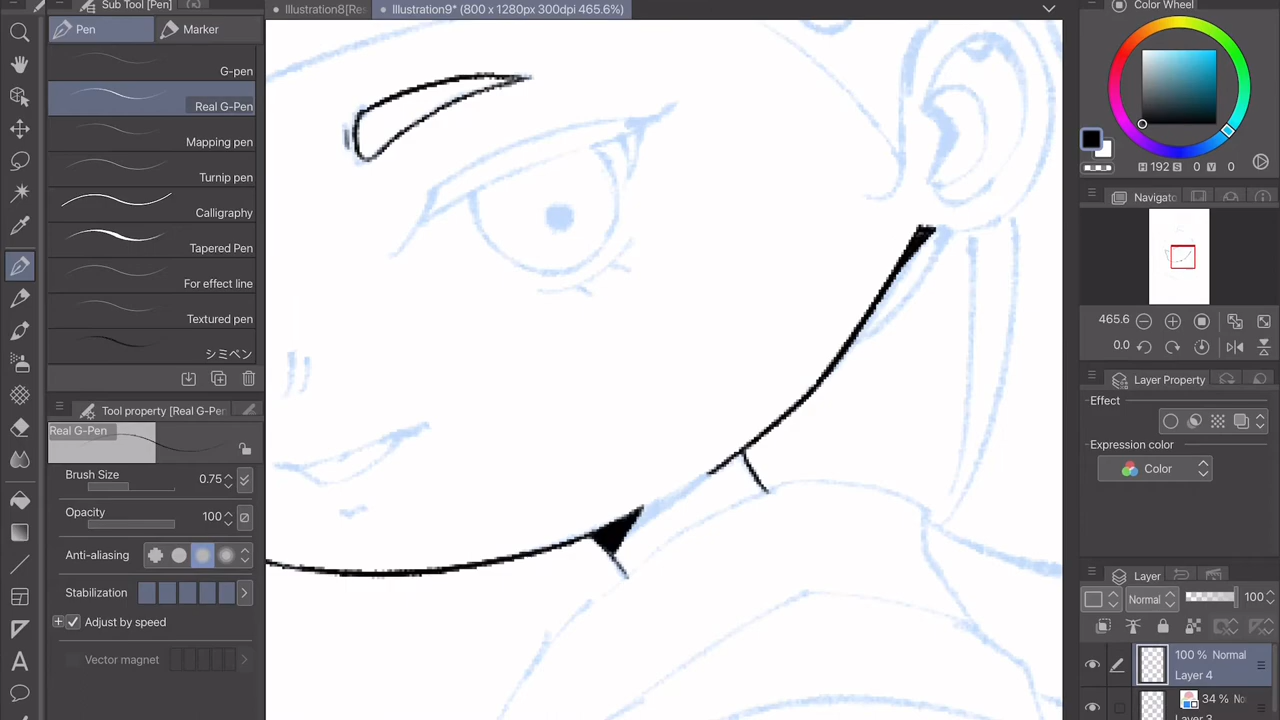 Sub Tool [Pen]
Illustration8[Res
Illustration9* (800 x 1280px 300dpi 465.6%)
Color Wheel
Pen
Marker
G-pen
Real G-Pen
Mapping pen
Turnip pen
Calligraphy
Tapered Pen
For effect line
Textured pen
シミペン
Tool property [Real G-Per
Real G-Pen
Brush Size
0.75
Opacity
100
Anti-aliasing
Stabilization
Adjust by speed
Vector magnet
H 192 S 0 V 0
Navigato
465.6
0.0
Layer Property
Effect
Expression color
Color
Layer
Normal
100
100% Normal
Layer 4
34 % No